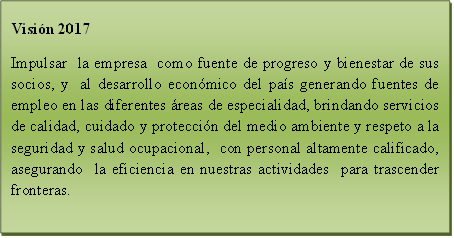 Visión 2017
Impulsar la empresa como fuente de progreso y bienestar de sus
socios, y al desarrollo económico del país generando fuentes de
empleo en las diferentes áreas de especialidad, brindando servicios
de calidad, cuidado y protección del medio ambiente y respeto a la
seguridad y salud ocupacional, con personal altamente calificado,
asegurando la eficiencia en nuestras actividades para trascender
fronteras.